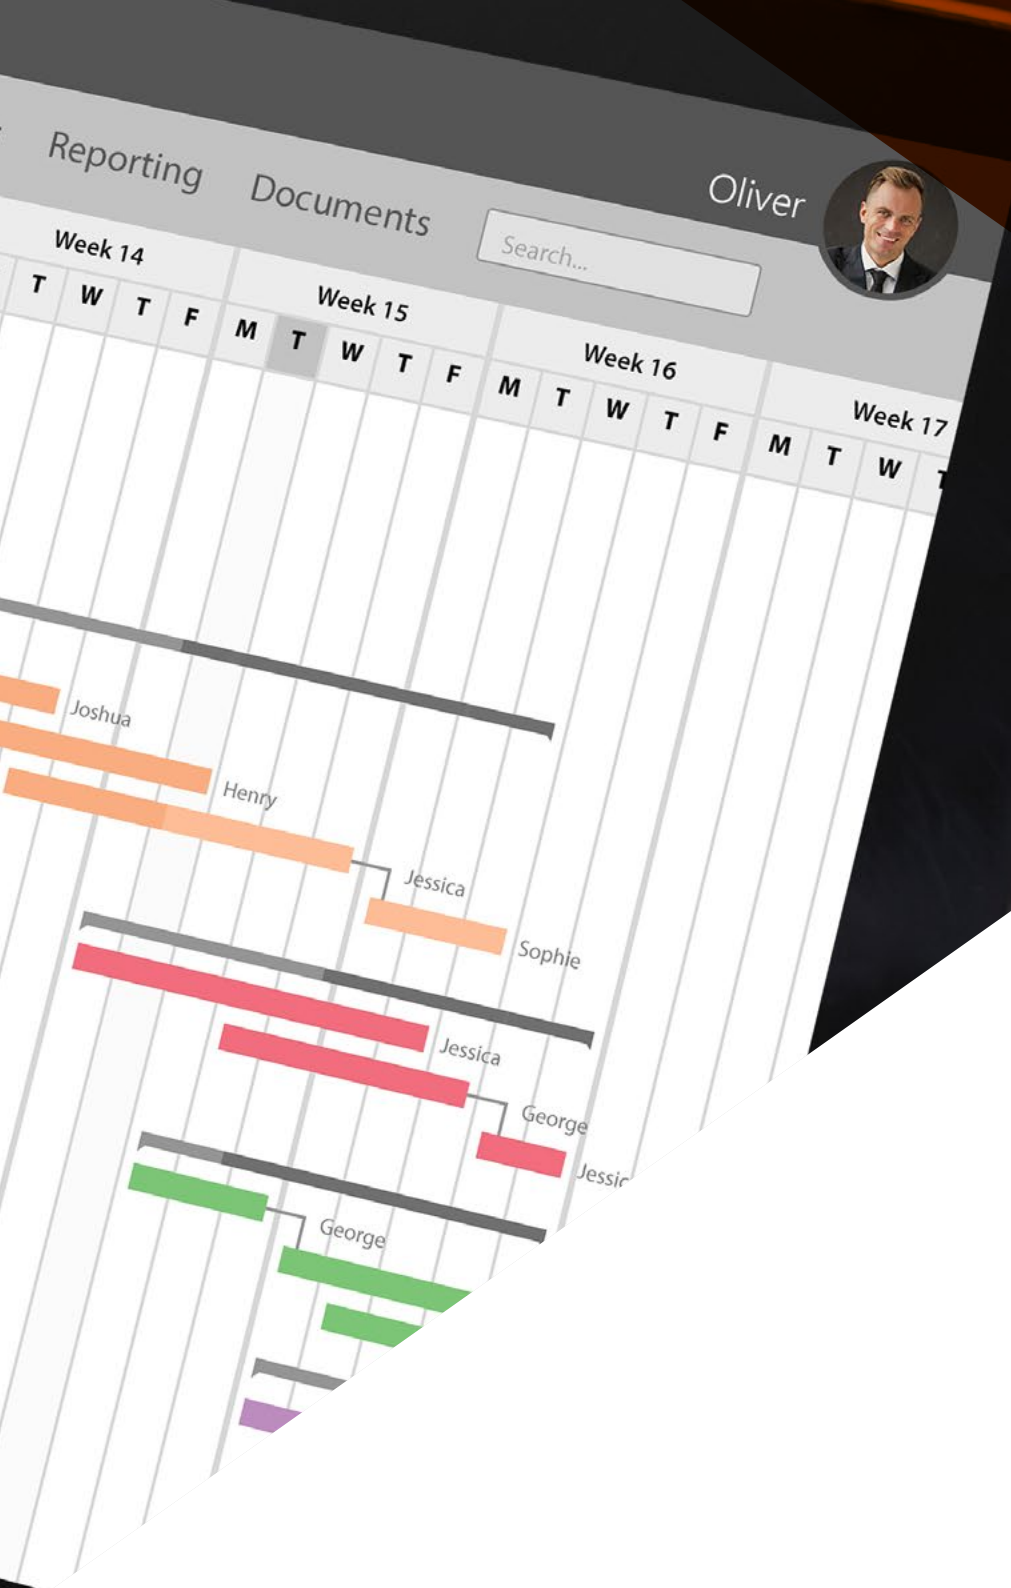 Oliver
Reporting Documents Search...
Week 14 Week 15 Week 16 Week 17
T W T F M T W T F M T W T F M T W T
Joshua
Henry
Jessica
Sophie
Jessica
George
George